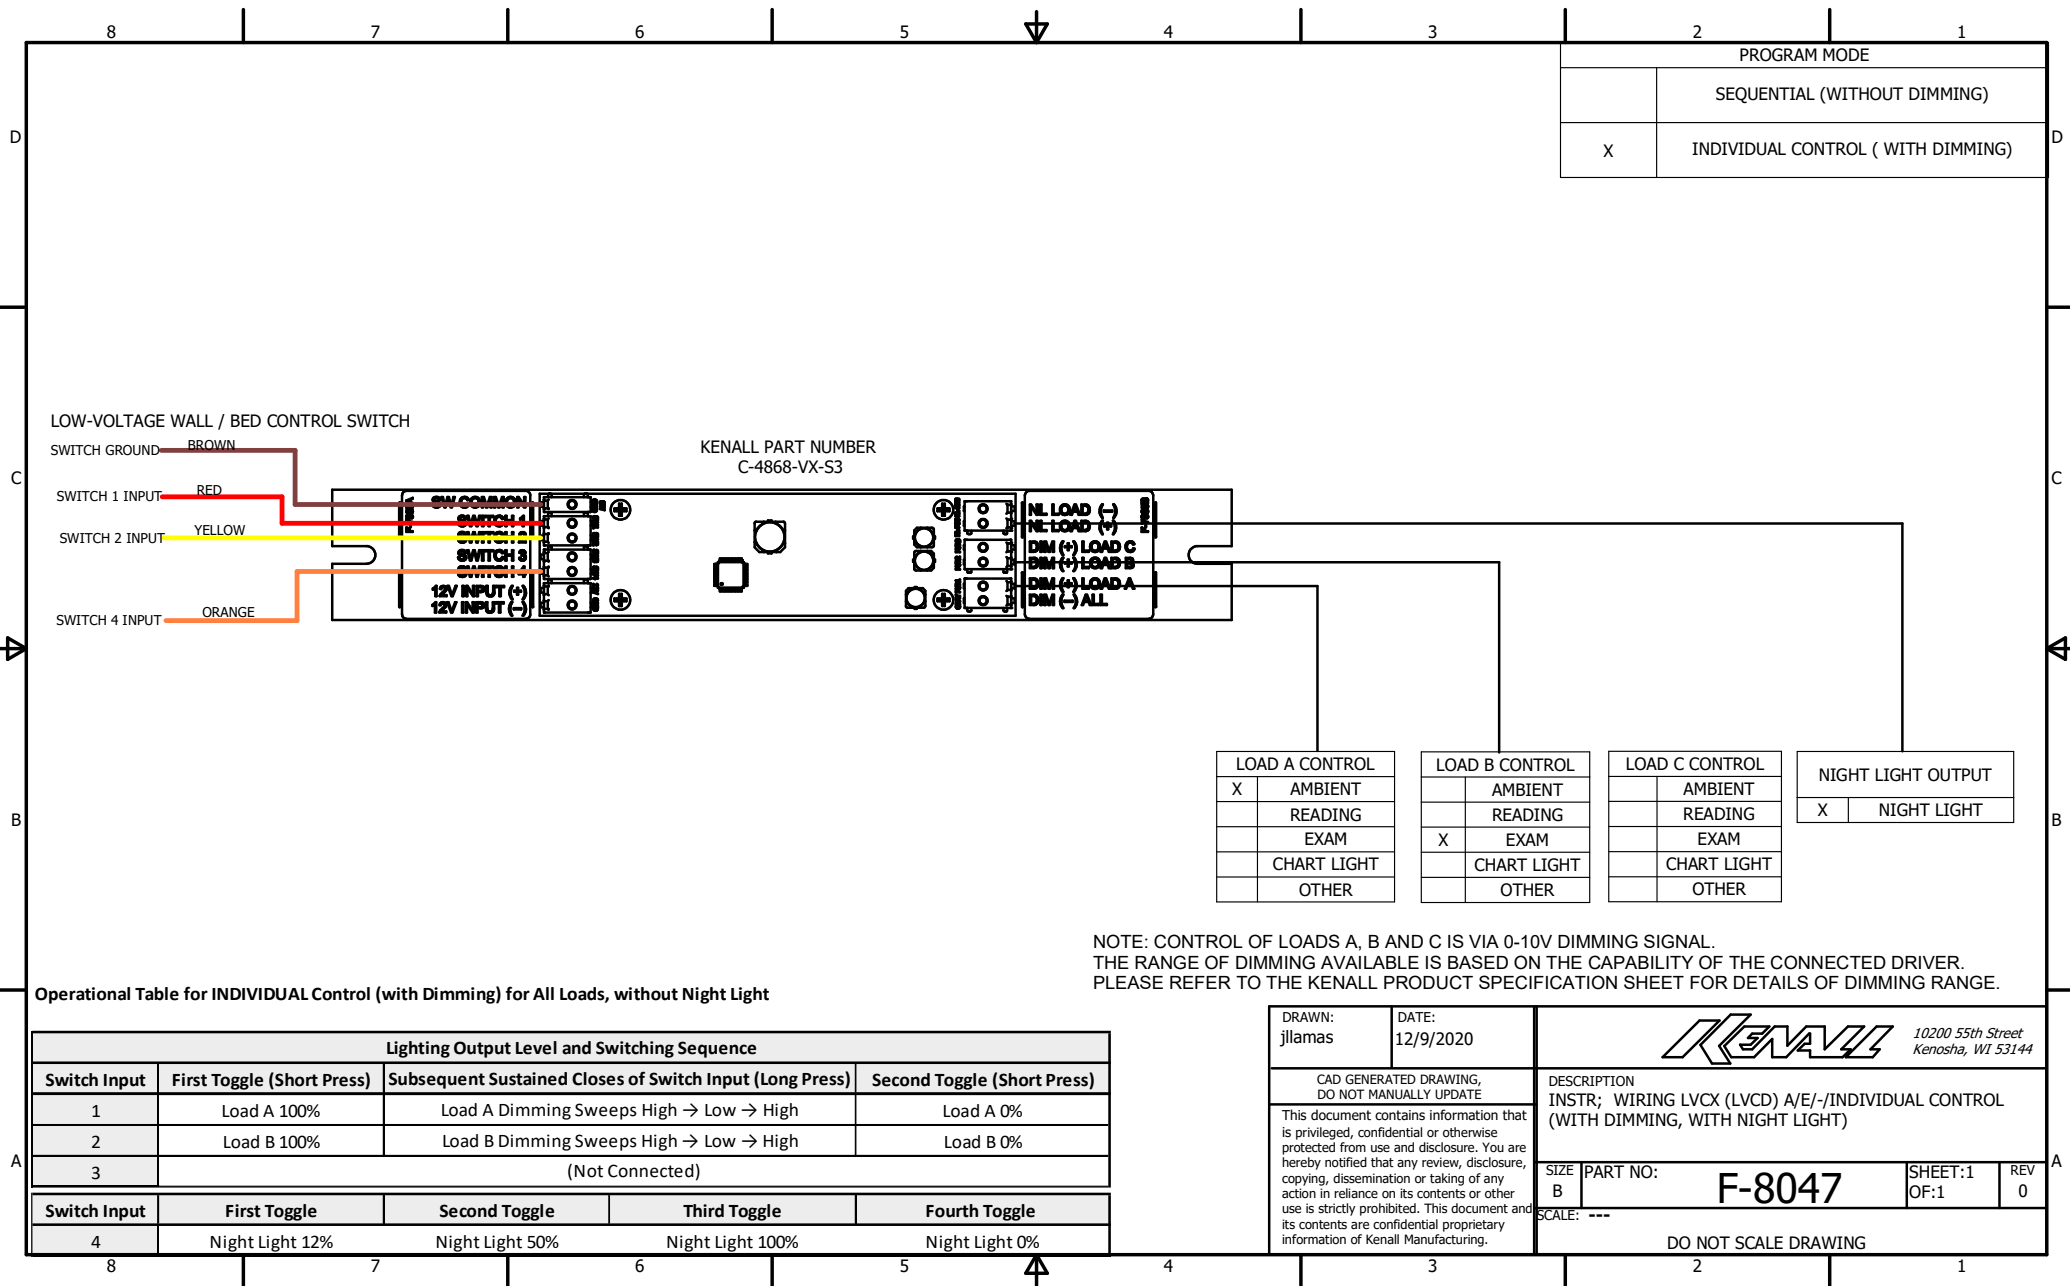 8 7 6 5 4 3 2 1
PROGRAM MODE
SEQUENTIAL (WITHOUT DIMMING)
X INDIVIDUAL CONTROL ( WITH DIMMING)
D D
LOW-VOLTAGE WALL / BED CONTROL SWITCH
SWITCH GROUND BROWN
SWITCH 1 INPUT RED
SWITCH 2 INPUT YELLOW
SWITCH 4 INPUT ORANGE
C C
KENALL PART NUMBER
C-4868-VX-S3
SW COMMON
SWITCH 1
SWITCH 2
SWITCH 3
SWITCH 4
12V INPUT (+)
12V INPUT (–)
NL LOAD (–)
NL LOAD (+)
DIM (+) LOAD C
DIM (+) LOAD B
DIM (+) LOAD A
DIM (–) ALL
LOAD A CONTROL
X AMBIENT
READING
EXAM
CHART LIGHT
OTHER
LOAD B CONTROL
AMBIENT
READING
X EXAM
CHART LIGHT
OTHER
LOAD C CONTROL
AMBIENT
READING
EXAM
CHART LIGHT
OTHER
NIGHT LIGHT OUTPUT
X NIGHT LIGHT
B B
NOTE: CONTROL OF LOADS A, B AND C IS VIA 0-10V DIMMING SIGNAL.
THE RANGE OF DIMMING AVAILABLE IS BASED ON THE CAPABILITY OF THE CONNECTED DRIVER.
PLEASE REFER TO THE KENALL PRODUCT SPECIFICATION SHEET FOR DETAILS OF DIMMING RANGE.
Operational Table for INDIVIDUAL Control (with Dimming) for All Loads, without Night Light
Lighting Output Level and Switching Sequence
Switch Input First Toggle (Short Press) Subsequent Sustained Closes of Switch Input (Long Press) Second Toggle (Short Press)
1 Load A 100% Load A Dimming Sweeps High → Low → High Load A 0%
2 Load B 100% Load B Dimming Sweeps High → Low → High Load B 0%
3 (Not Connected)
Switch Input First Toggle Second Toggle Third Toggle Fourth Toggle
4 Night Light 12% Night Light 50% Night Light 100% Night Light 0%
A A
DRAWN:
jllamas
DATE:
12/9/2020
CAD GENERATED DRAWING,
DO NOT MANUALLY UPDATE
This document contains information that
is privileged, confidential or otherwise
protected from use and disclosure. You are
hereby notified that any review, disclosure,
copying, dissemination or taking of any
action in reliance on its contents or other
use is strictly prohibited. This document and
its contents are confidential proprietary
information of Kenall Manufacturing.
KENALL
10200 55th Street
Kenosha, WI 53144
DESCRIPTION
INSTR; WIRING LVCX (LVCD) A/E/-/INDIVIDUAL CONTROL
(WITH DIMMING, WITH NIGHT LIGHT)
SIZE
B
PART NO: F-8047
SHEET:1
OF:1
REV
0
SCALE: ---
DO NOT SCALE DRAWING
8 7 6 5 4 3 2 1